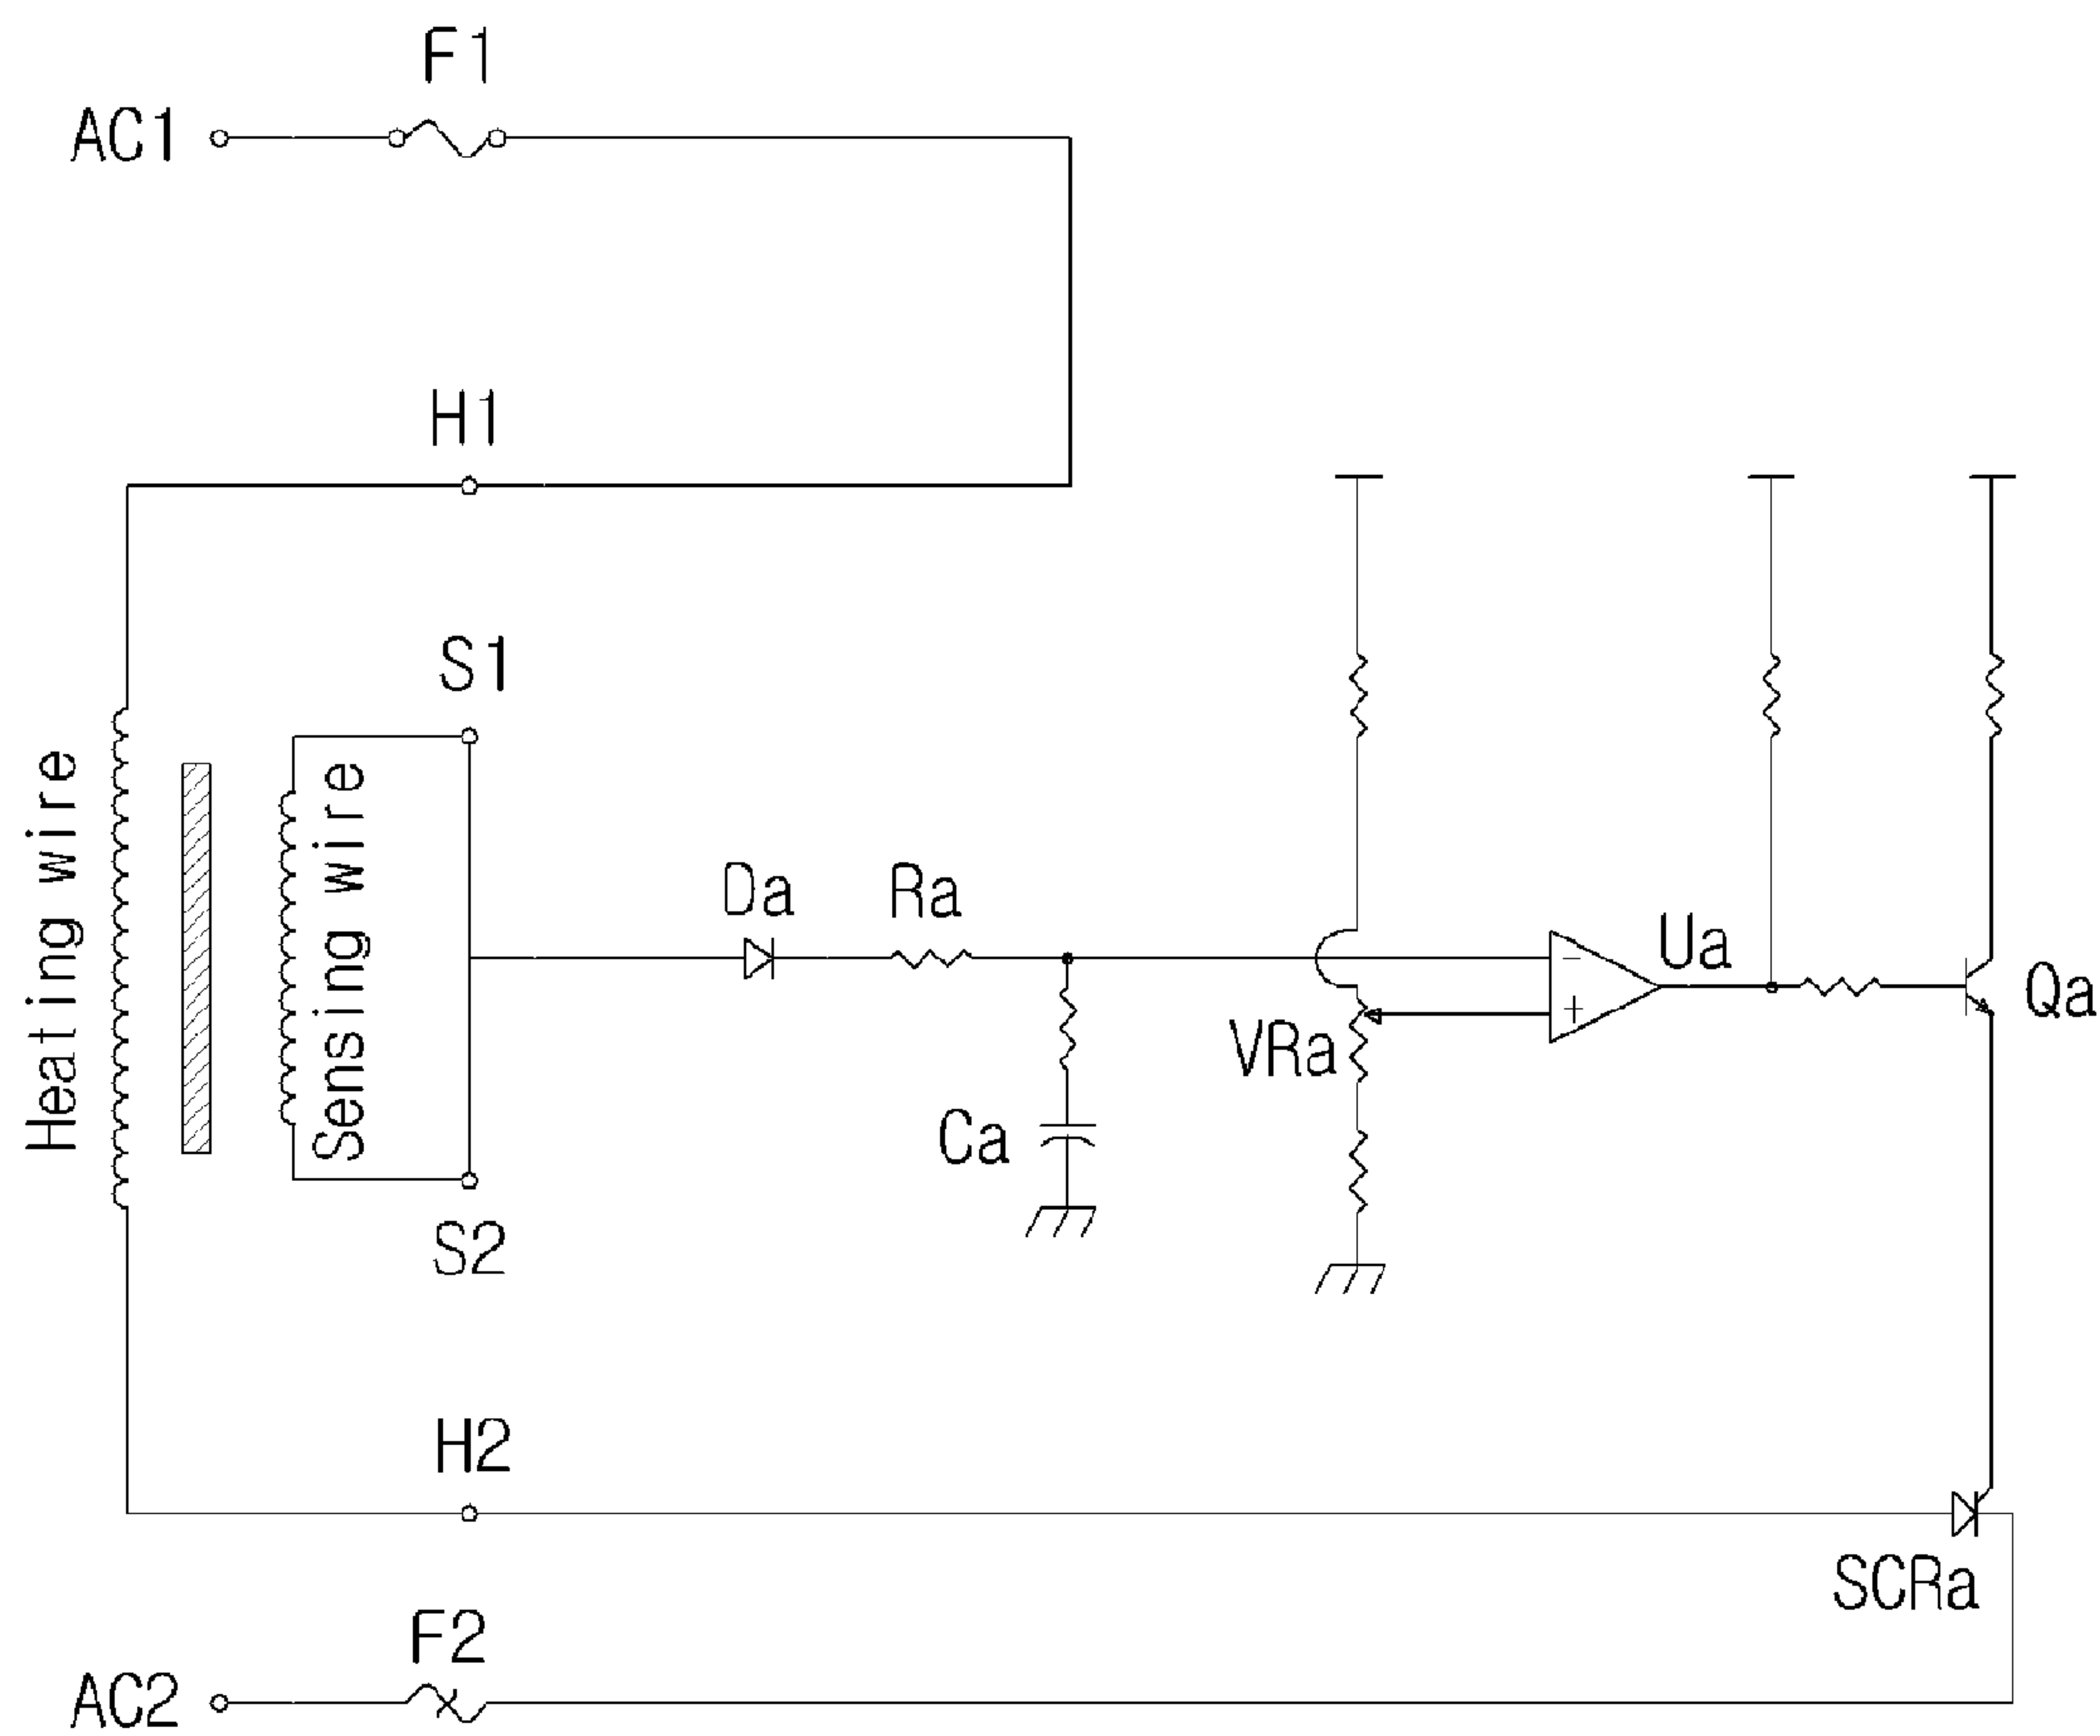 F1
AC1
H1
S1
Heating wire
Sensing wire
Da
Ra
Ua
Qa
−
+
VRa
Ca
S2
H2
SCRa
F2
AC2